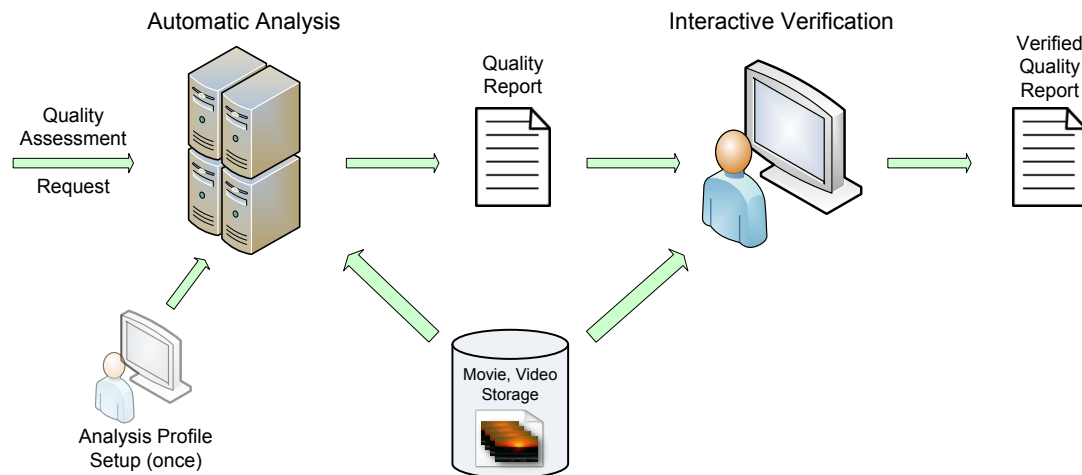 Automatic Analysis
Interactive Verification
Quality
Assessment
Request
Quality
Report
Verified
Quality
Report
Analysis Profile
Setup (once)
Movie, Video
Storage